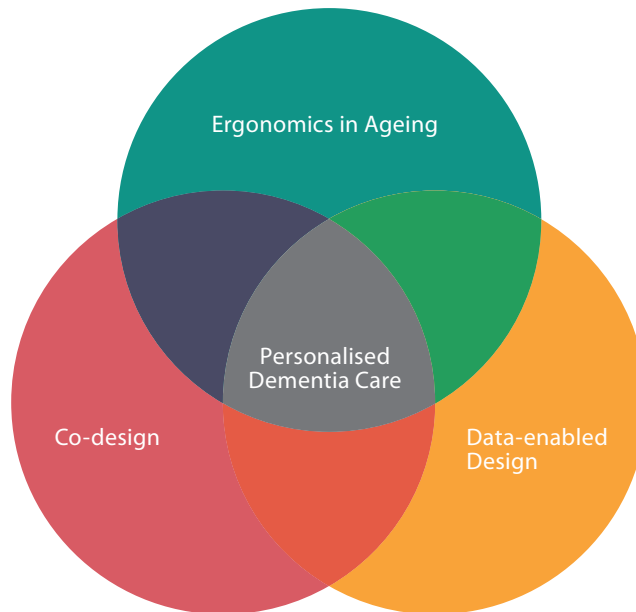 Ergonomics in Ageing
Personalised
Dementia Care
Co-design
Data-enabled
Design